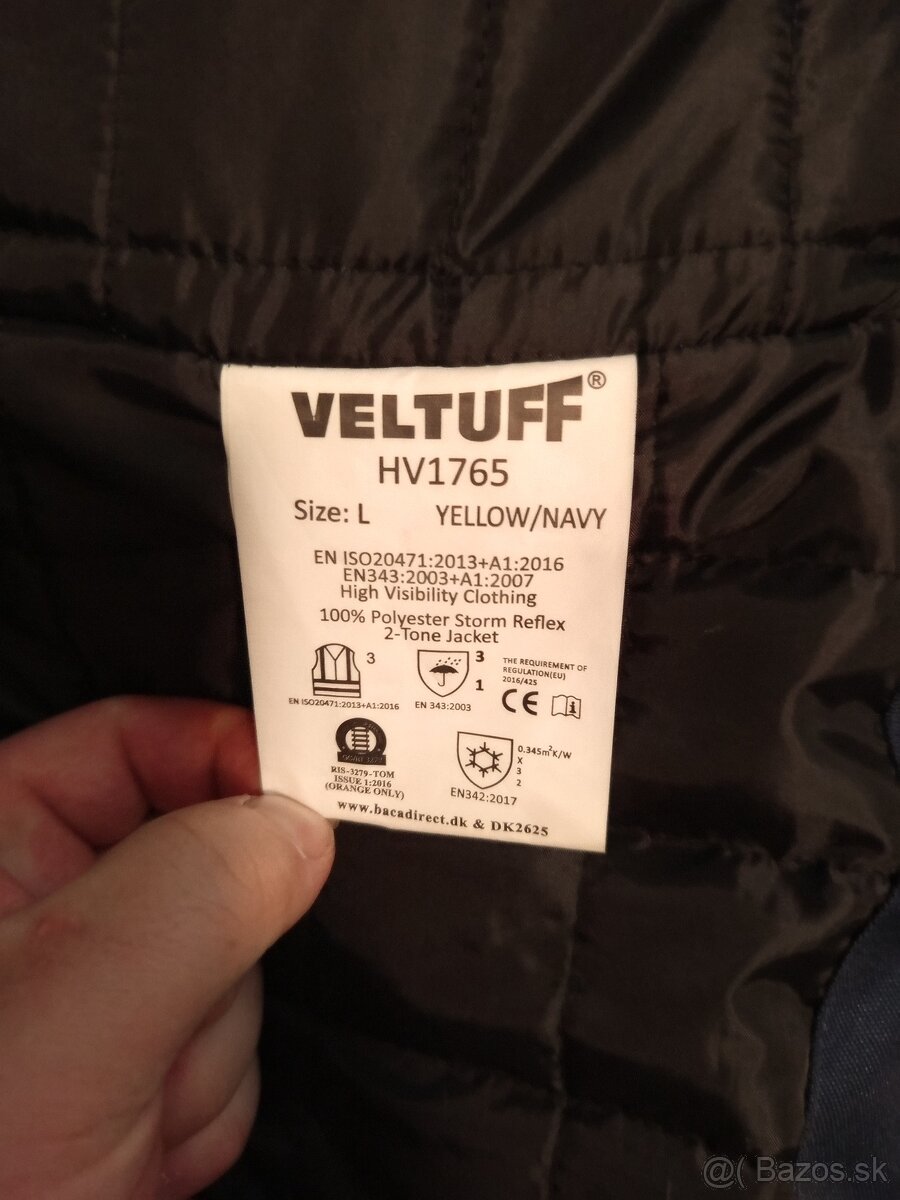 VELTUFF®
HV1765
Size: L YELLOW/NAVY
EN ISO20471:2013+A1:2016
EN343:2003+A1:2007
High Visibility Clothing
100% Polyester Storm Reflex
2-Tone Jacket
3
EN ISO20471:2013+A1:2016
3
1
EN 343:2003
THE REQUIREMENT OF
REGULATION(EU)
2016/425
CE
RIS-3279-TOM
ISSUE 1:2016
(ORANGE ONLY)
0.345m²K/W
X
3
2
EN342:2017
www.bacadirect.dk & DK2625
@( Bazos.sk